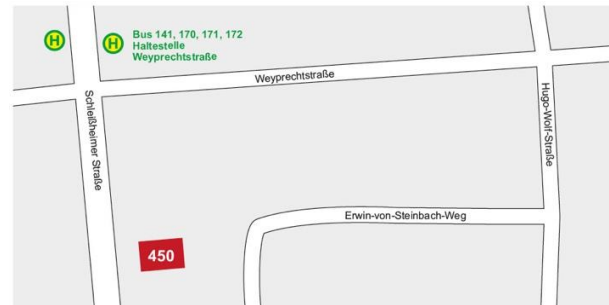 H
H
Bus 141, 170, 171, 172
Haltestelle
Weyprechtstraße
Weyprechtstraße
Schleißheimer Straße
Hugo-Wolf-Straße
Erwin-von-Steinbach-Weg
450